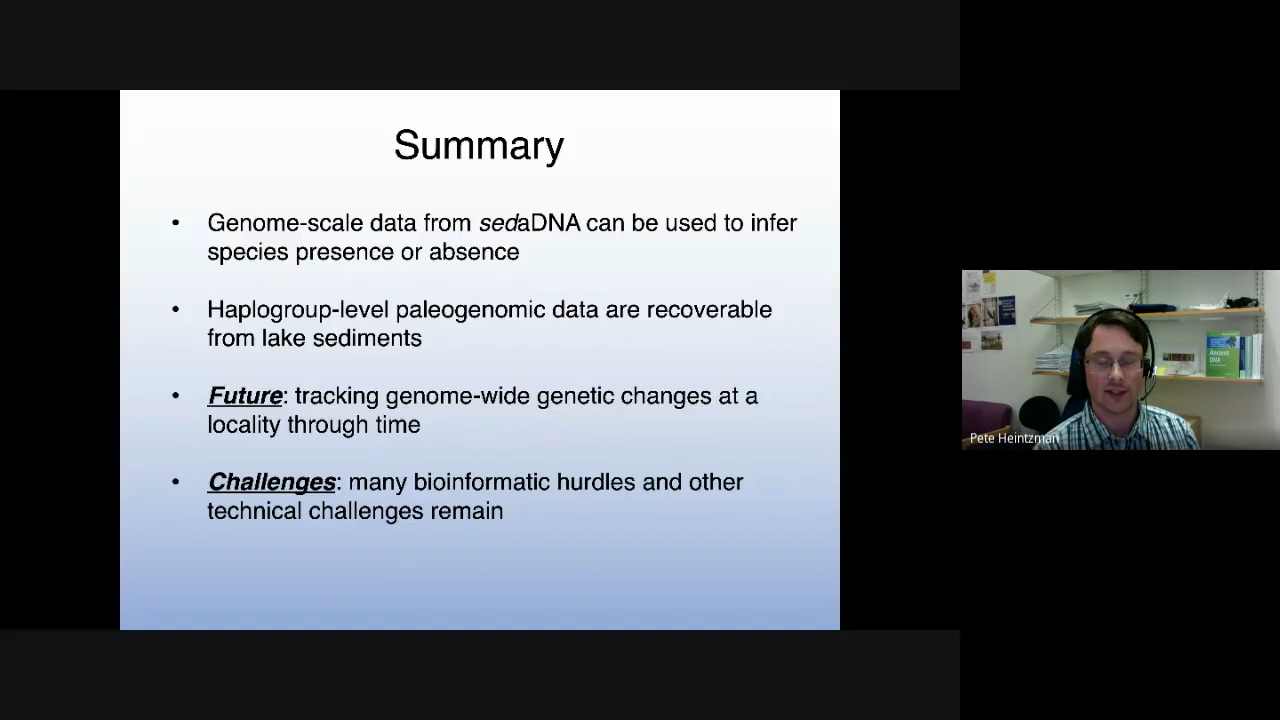 Summary
• Genome-scale data from sedaDNA can be used to infer
species presence or absence
• Haplogroup-level paleogenomic data are recoverable
from lake sediments
• Future: tracking genome-wide genetic changes at a
locality through time
• Challenges: many bioinformatic hurdles and other
technical challenges remain
Ancient
DNA
Pete Heintzman